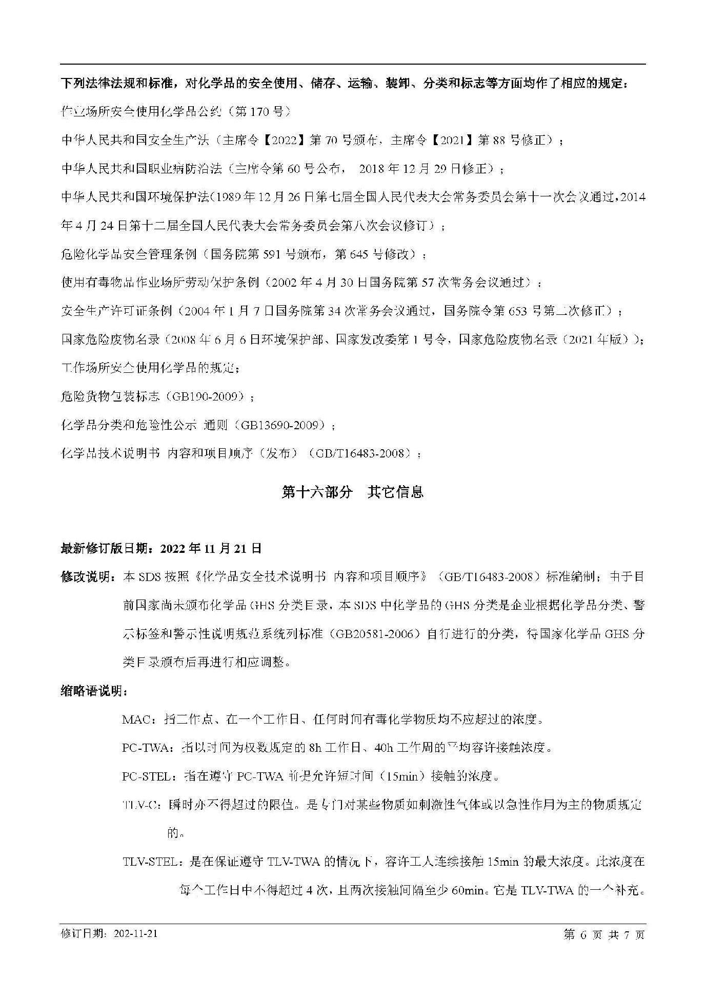 下列法律法规和标准，对化学品的安全使用、储存、运输、装卸、分类和标志等方面均作了相应的规定：
作业场所安全使用化学品公约（第 170 号）
中华人民共和国安全生产法（主席令【2022】第 70 号颁布，主席令【2021】第 88 号修正）；
中华人民共和国职业病防治法（主席令第 60 号公布， 2018 年 12 月 29 日修正）；
中华人民共和国环境保护法（1989 年 12 月 26 日第七届全国人民代表大会常务委员会第十一次会议通过，2014
年 4 月 24 日第十二届全国人民代表大会常务委员会第八次会议修订）；
危险化学品安全管理条例（国务院第 591 号颁布，第 645 号修改）；
使用有毒物品作业场所劳动保护条例（2002 年 4 月 30 日国务院第 57 次常务会议通过）；
安全生产许可证条例（2004 年 1 月 7 日国务院第 34 次常务会议通过，国务院令第 653 号第二次修正）；
国家危险废物名录（2008 年 6 月 6 日环境保护部、国家发改委第 1 号令，国家危险废物名录（2021 年版））；
工作场所安全使用化学品的规定；
危险货物包装标志（GB190-2009）；
化学品分类和危险性公示 通则（GB13690-2009）；
化学品技术说明书 内容和项目顺序（发布）（GB/T16483-2008）；
第十六部分 其它信息
最新修订版日期：2022 年 11 月 21 日
修改说明：本 SDS 按照《化学品安全技术说明书 内容和项目顺序》（GB/T16483-2008）标准编制；由于目
前国家尚未颁布化学品 GHS 分类目录，本 SDS 中化学品的 GHS 分类是企业根据化学品分类、警
示标签和警示性说明规范系统列标准（GB20581-2006）自行进行的分类，待国家化学品 GHS 分
类目录颁布后再进行相应调整。
缩略语说明：
MAC：指工作点、在一个工作日、任何时间有毒化学物质均不应超过的浓度。
PC-TWA：指以时间为权数规定的 8h 工作日、40h 工作周的平均容许接触浓度。
PC-STEL：指在遵守 PC-TWA 前提允许短时间（15min）接触的浓度。
TLV-C：瞬时亦不得超过的限值。是专门对某些物质如刺激性气体或以急性作用为主的物质规定
的。
TLV-STEL：是在保证遵守 TLV-TWA 的情况下，容许工人连续接触 15min 的最大浓度。此浓度在
每个工作日中不得超过 4 次，且两次接触间隔至少 60min。它是 TLV-TWA 的一个补充。
修订日期：202-11-21
第 6 页 共 7 页